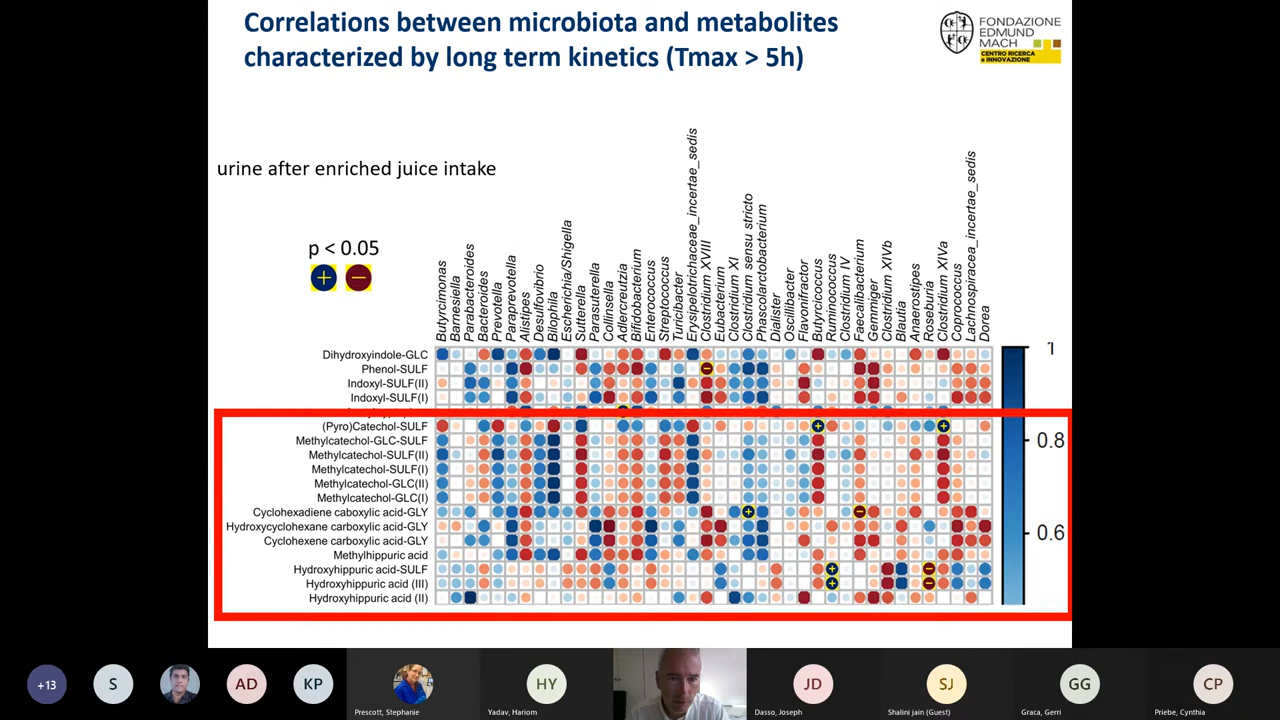 Correlations between microbiota and metabolites
characterized by long term kinetics (Tmax > 5h)
FONDAZIONE
EDMUND
MACH
CENTRO RICERCA
e INNOVAZIONE
urine after enriched juice intake
p < 0.05
+ −
Butyrcimonas
Barnesiella
Parabacteroides
Bacteroides
Prevotella
Paraprevotella
Alistipes
Desulfovibrio
Bilophila
Escherichia/Shigella
Sutterella
Parasuterella
Collinsella
Adlercreutzia
Bifidobacterium
Enterococcus
Streptococcus
Turicibacter
Erysipelotrichaceae_incertae_sedis
Clostridium XVIII
Eubacterium
Clostridium XI
Clostridium sensu stricto
Phascolarctobacterium
Dialister
Oscillibacter
Flavonifractor
Butyricicoccus
Ruminococcus
Clostridium IV
Faecalibacterium
Gemmiger
Clostridium XIVb
Blautia
Anaerostipes
Roseburia
Clostridium XIVa
Coprococcus
Lachnospiracea_incertae_sedis
Dorea
Dihydroxyindole-GLC
Phenol-SULF
Indoxyl-SULF(II)
Indoxyl-SULF(I)
(Pyro)Catechol-SULF
Methylcatechol-GLC-SULF
Methylcatechol-SULF(II)
Methylcatechol-SULF(I)
Methylcatechol-GLC(II)
Methylcatechol-GLC(I)
Cyclohexadiene caboxylic acid-GLY
Hydroxycyclohexane carboxylic acid-GLY
Cyclohexene carboxylic acid-GLY
Methylhippuric acid
Hydroxyhippuric acid-SULF
Hydroxyhippuric acid (III)
Hydroxyhippuric acid (II)
1
0.8
0.6
+13
S
AD
KP
Prescott, Stephanie
HY
Yadav, Hariom
JD
Dasso, Joseph
SJ
Shalini jain (Guest)
GG
Graca, Gerri
CP
Priebe, Cynthia